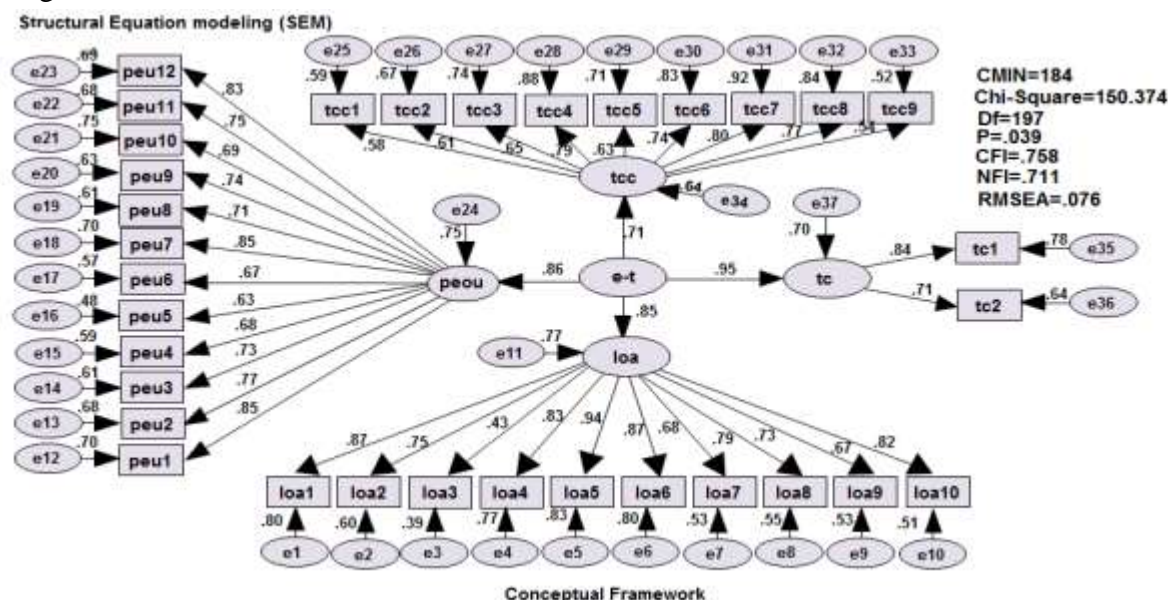 Structural Equation modeling (SEM)
e25 e26 e27 e28 e29 e30 e31 e32 e33
.59 .67 .74 .88 .71 .83 .92 .84 .52
tcc1 tcc2 tcc3 tcc4 tcc5 tcc6 tcc7 tcc8 tcc9
.58 .61 .65 .79 .63 .74 .80 .77 .54
tcc
.64 e34
.71
CMIN=184
Chi-Square=150.374
Df=197
P=.039
CFI=.758
NFI=.711
RMSEA=.076
e23 .69 peu12 .83
e22 .68 peu11 .75
e21 .75 peu10 .69
e20 .63 peu9 .74
e19 .61 peu8 .71
e18 .70 peu7 .85
e17 .57 peu6 .67
e16 .48 peu5 .63
e15 .59 peu4 .68
e14 .61 peu3 .73
e13 .68 peu2 .77
e12 .70 peu1 .85
e24
.75
peou .86 e-t .95 tc
e37
.70
.84 tc1 .78 e35
.71 tc2 .64 e36
.85
e11 .77 loa
.87 .75 .43 .83 .94 .87 .68 .79 .73 .67 .82
loa1 loa2 loa3 loa4 loa5 loa6 loa7 loa8 loa9 loa10
.80 .60 .39 .77 .83 .80 .53 .55 .53 .51
e1 e2 e3 e4 e5 e6 e7 e8 e9 e10
Conceptual Framework